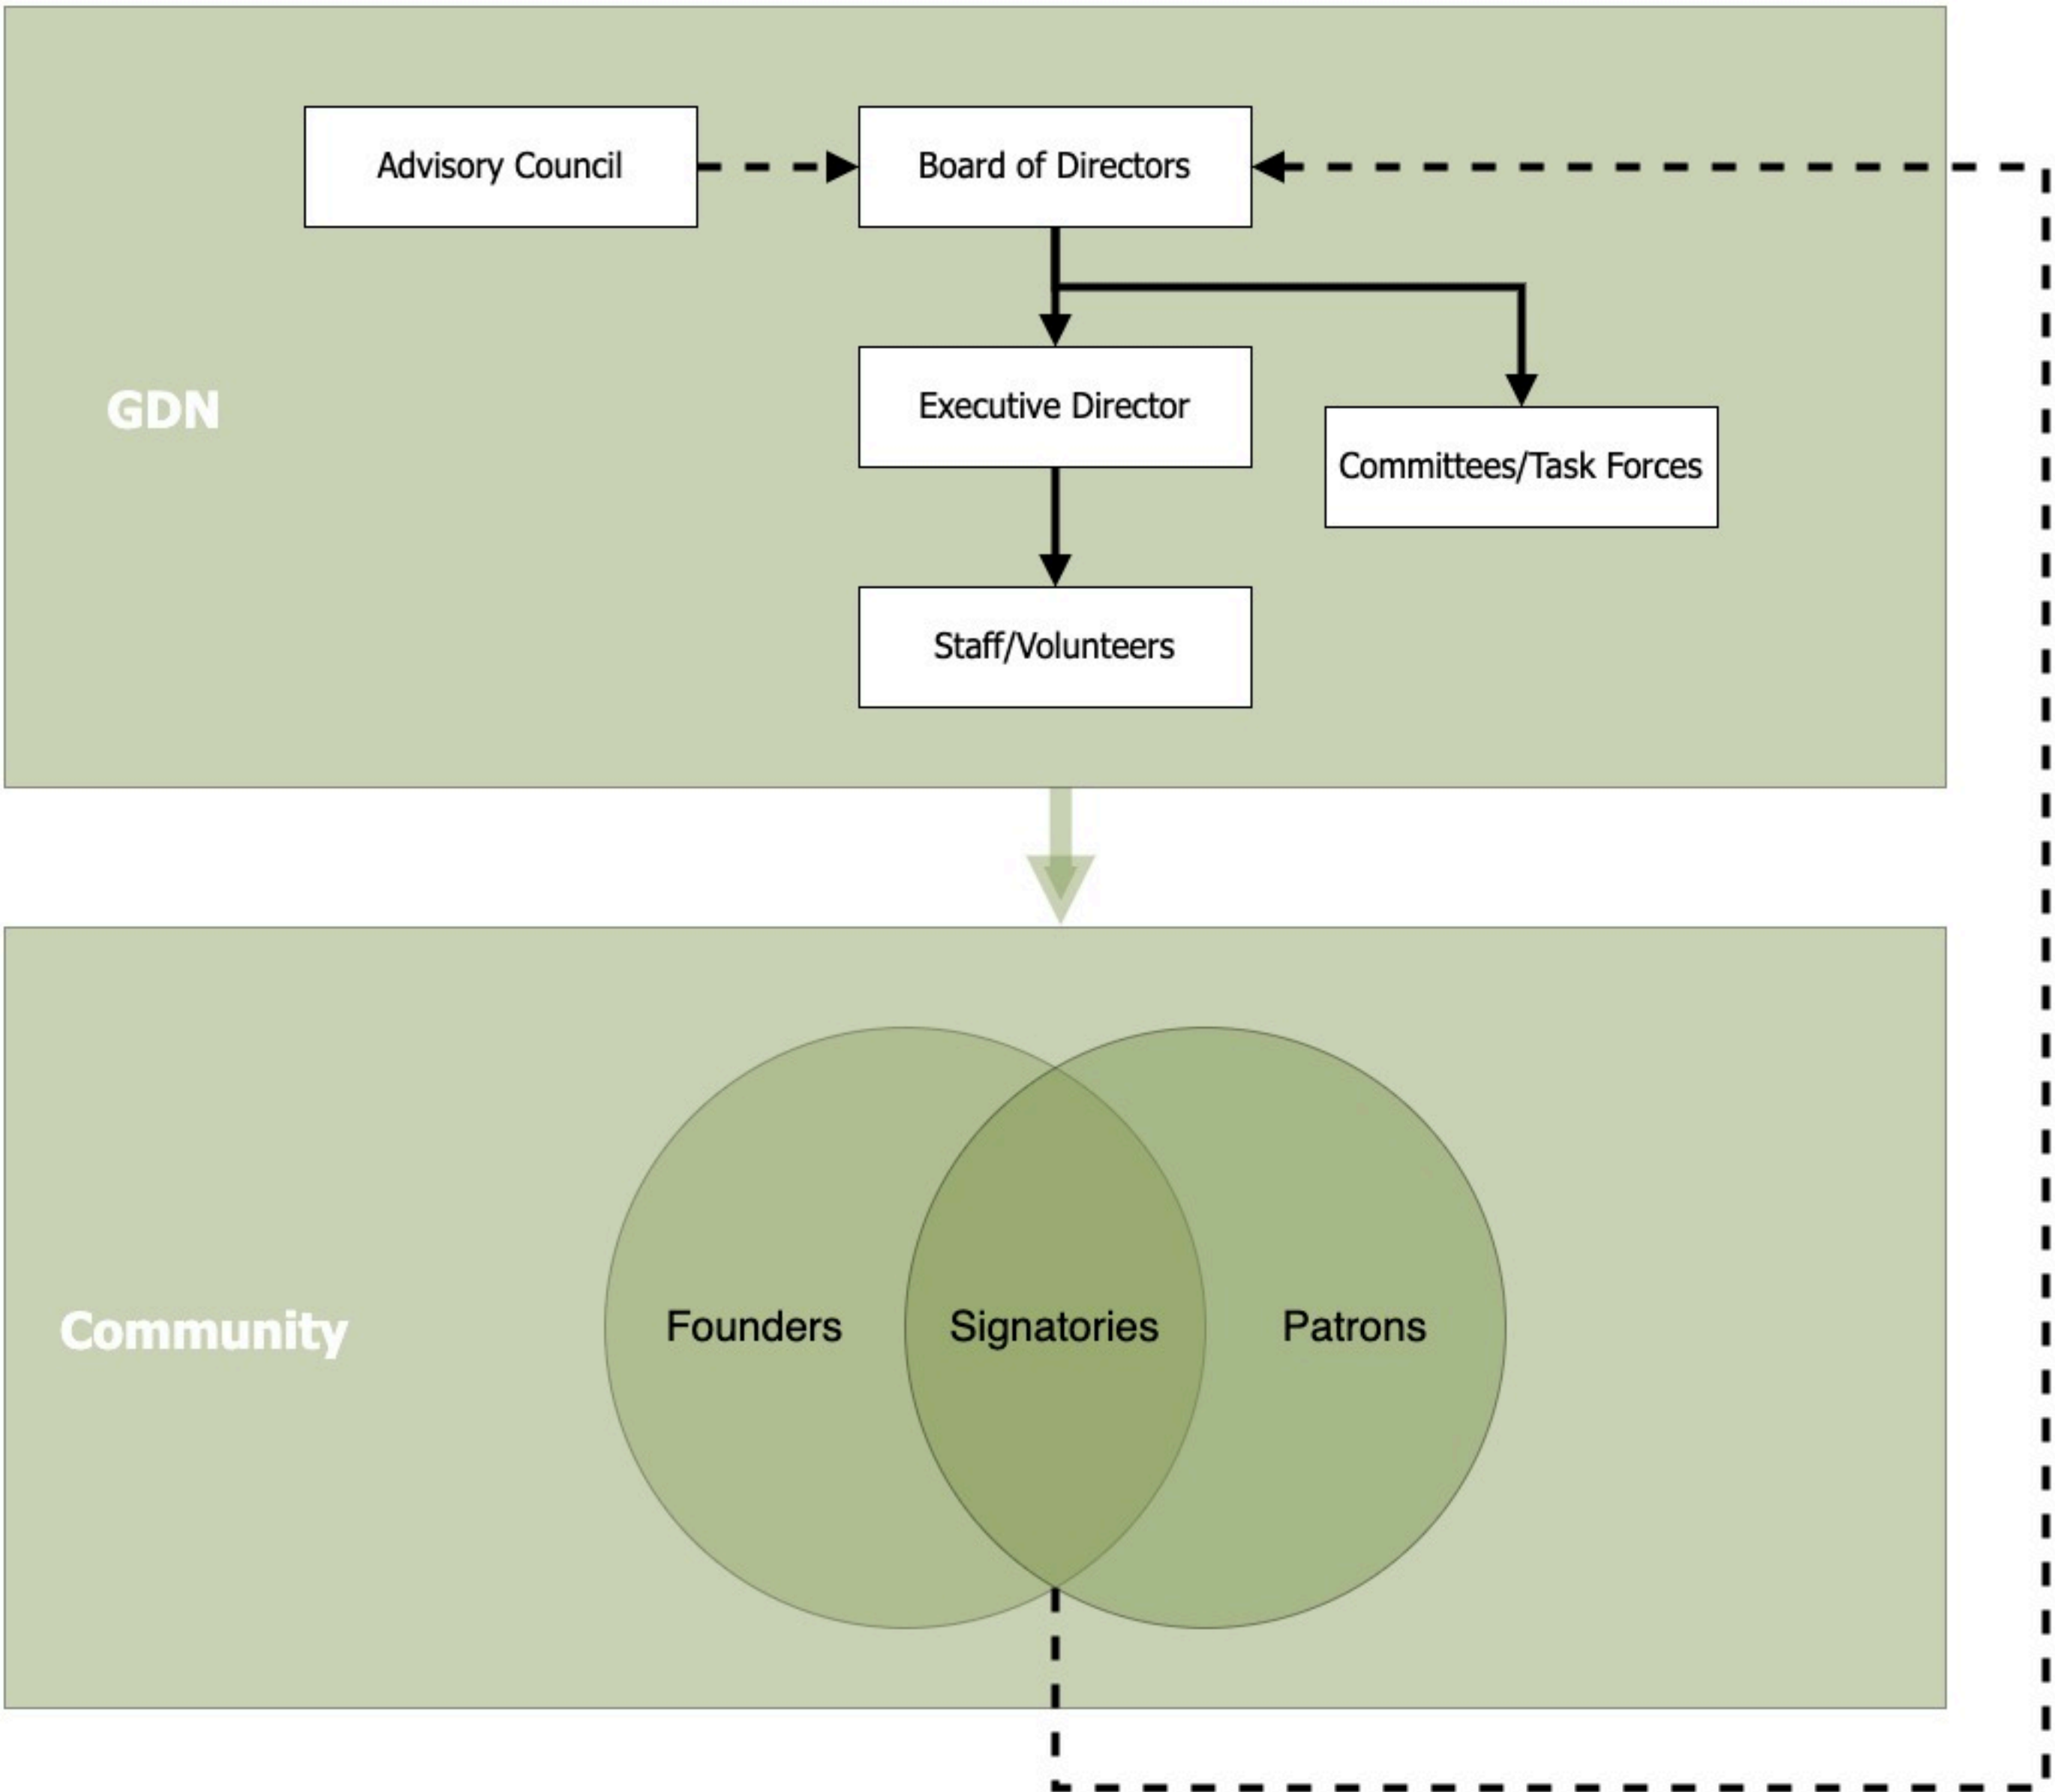 Advisory Council
Board of Directors
GDN
Executive Director
Committees/Task Forces
Staff/Volunteers
Community
Founders
Signatories
Patrons